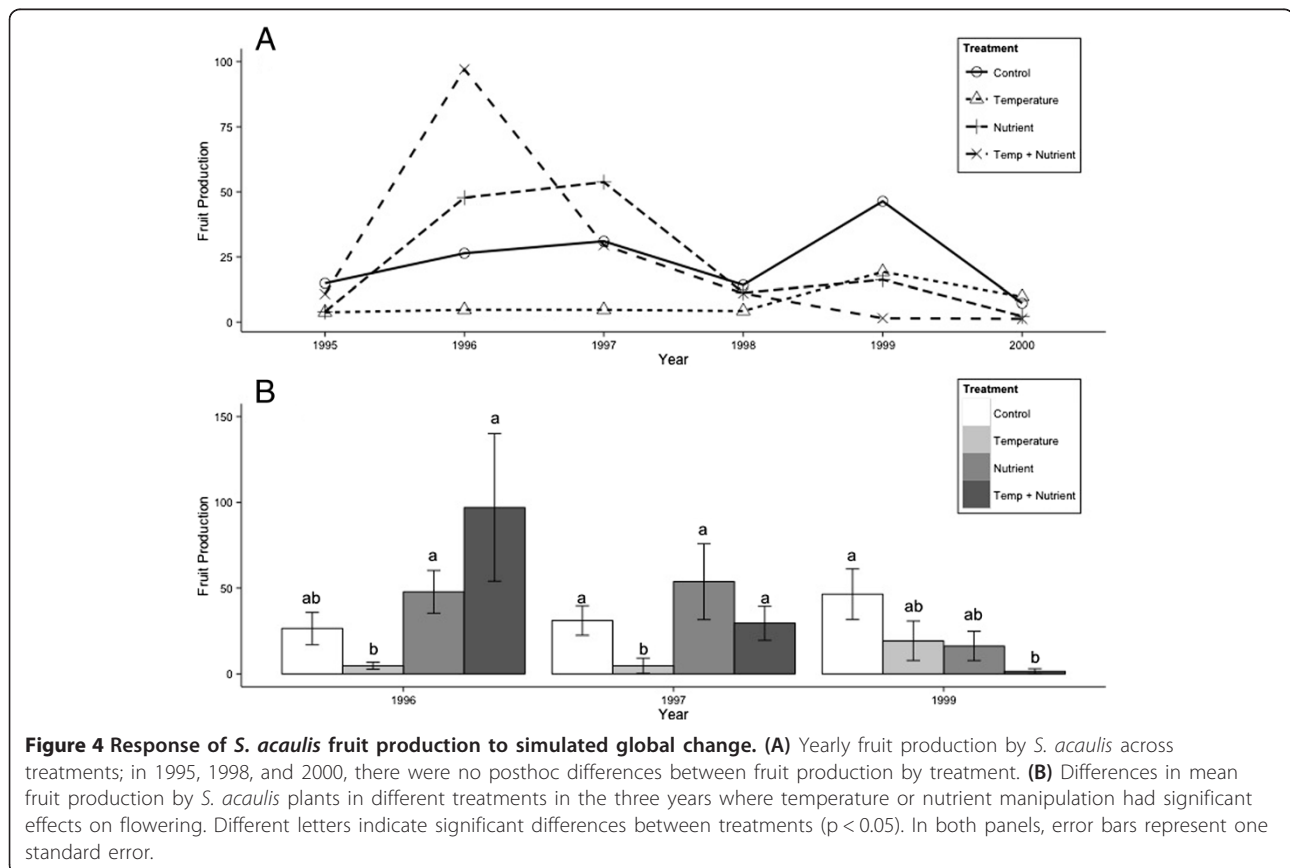 A
Treatment
Control
Temperature
Nutrient
Temp + Nutrient
100
75
50
25
0
Fruit Production
1995 1996 1997 1998 1999 2000
Year
B
Treatment
Control
Temperature
Nutrient
Temp + Nutrient
150
100
50
0
Fruit Production
ab b a a a b a a a ab ab b
1996 1997 1999
Year
Figure 4 Response of S. acaulis fruit production to simulated global change. (A) Yearly fruit production by S. acaulis across
treatments; in 1995, 1998, and 2000, there were no posthoc differences between fruit production by treatment. (B) Differences in mean
fruit production by S. acaulis plants in different treatments in the three years where temperature or nutrient manipulation had significant
effects on flowering. Different letters indicate significant differences between treatments (p < 0.05). In both panels, error bars represent one
standard error.